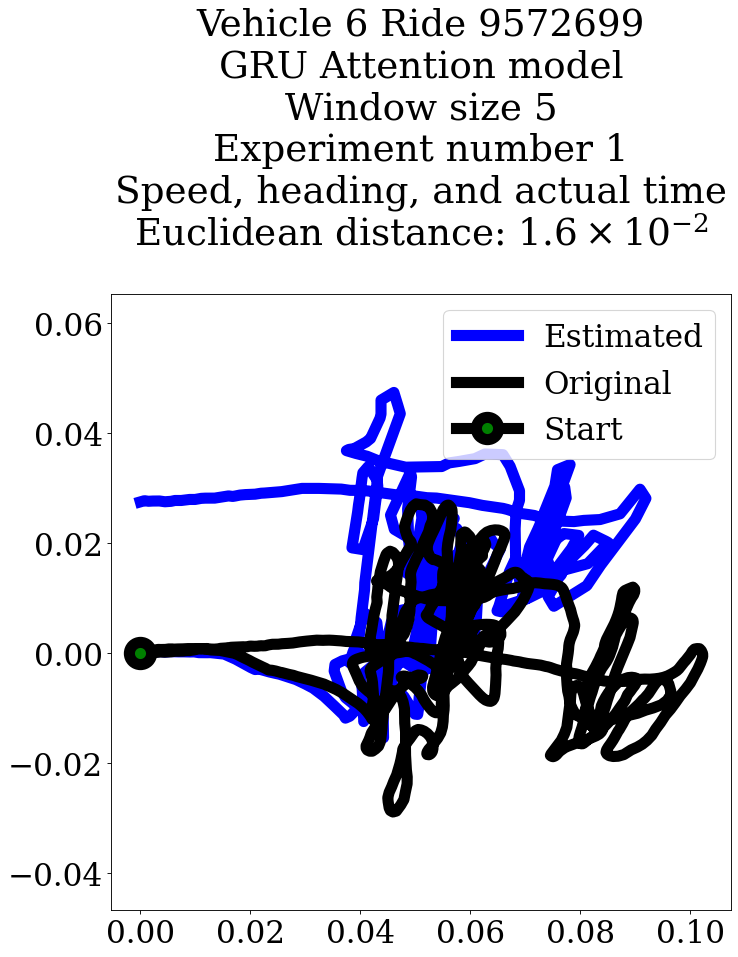 Vehicle 6 Ride 9572699
GRU Attention model
Window size 5
Experiment number 1
Speed, heading, and actual time
Euclidean distance: 1.6 × 10⁻²
Estimated
Original
Start
0.06
0.04
0.02
0.00
−0.02
−0.04
0.00 0.02 0.04 0.06 0.08 0.10